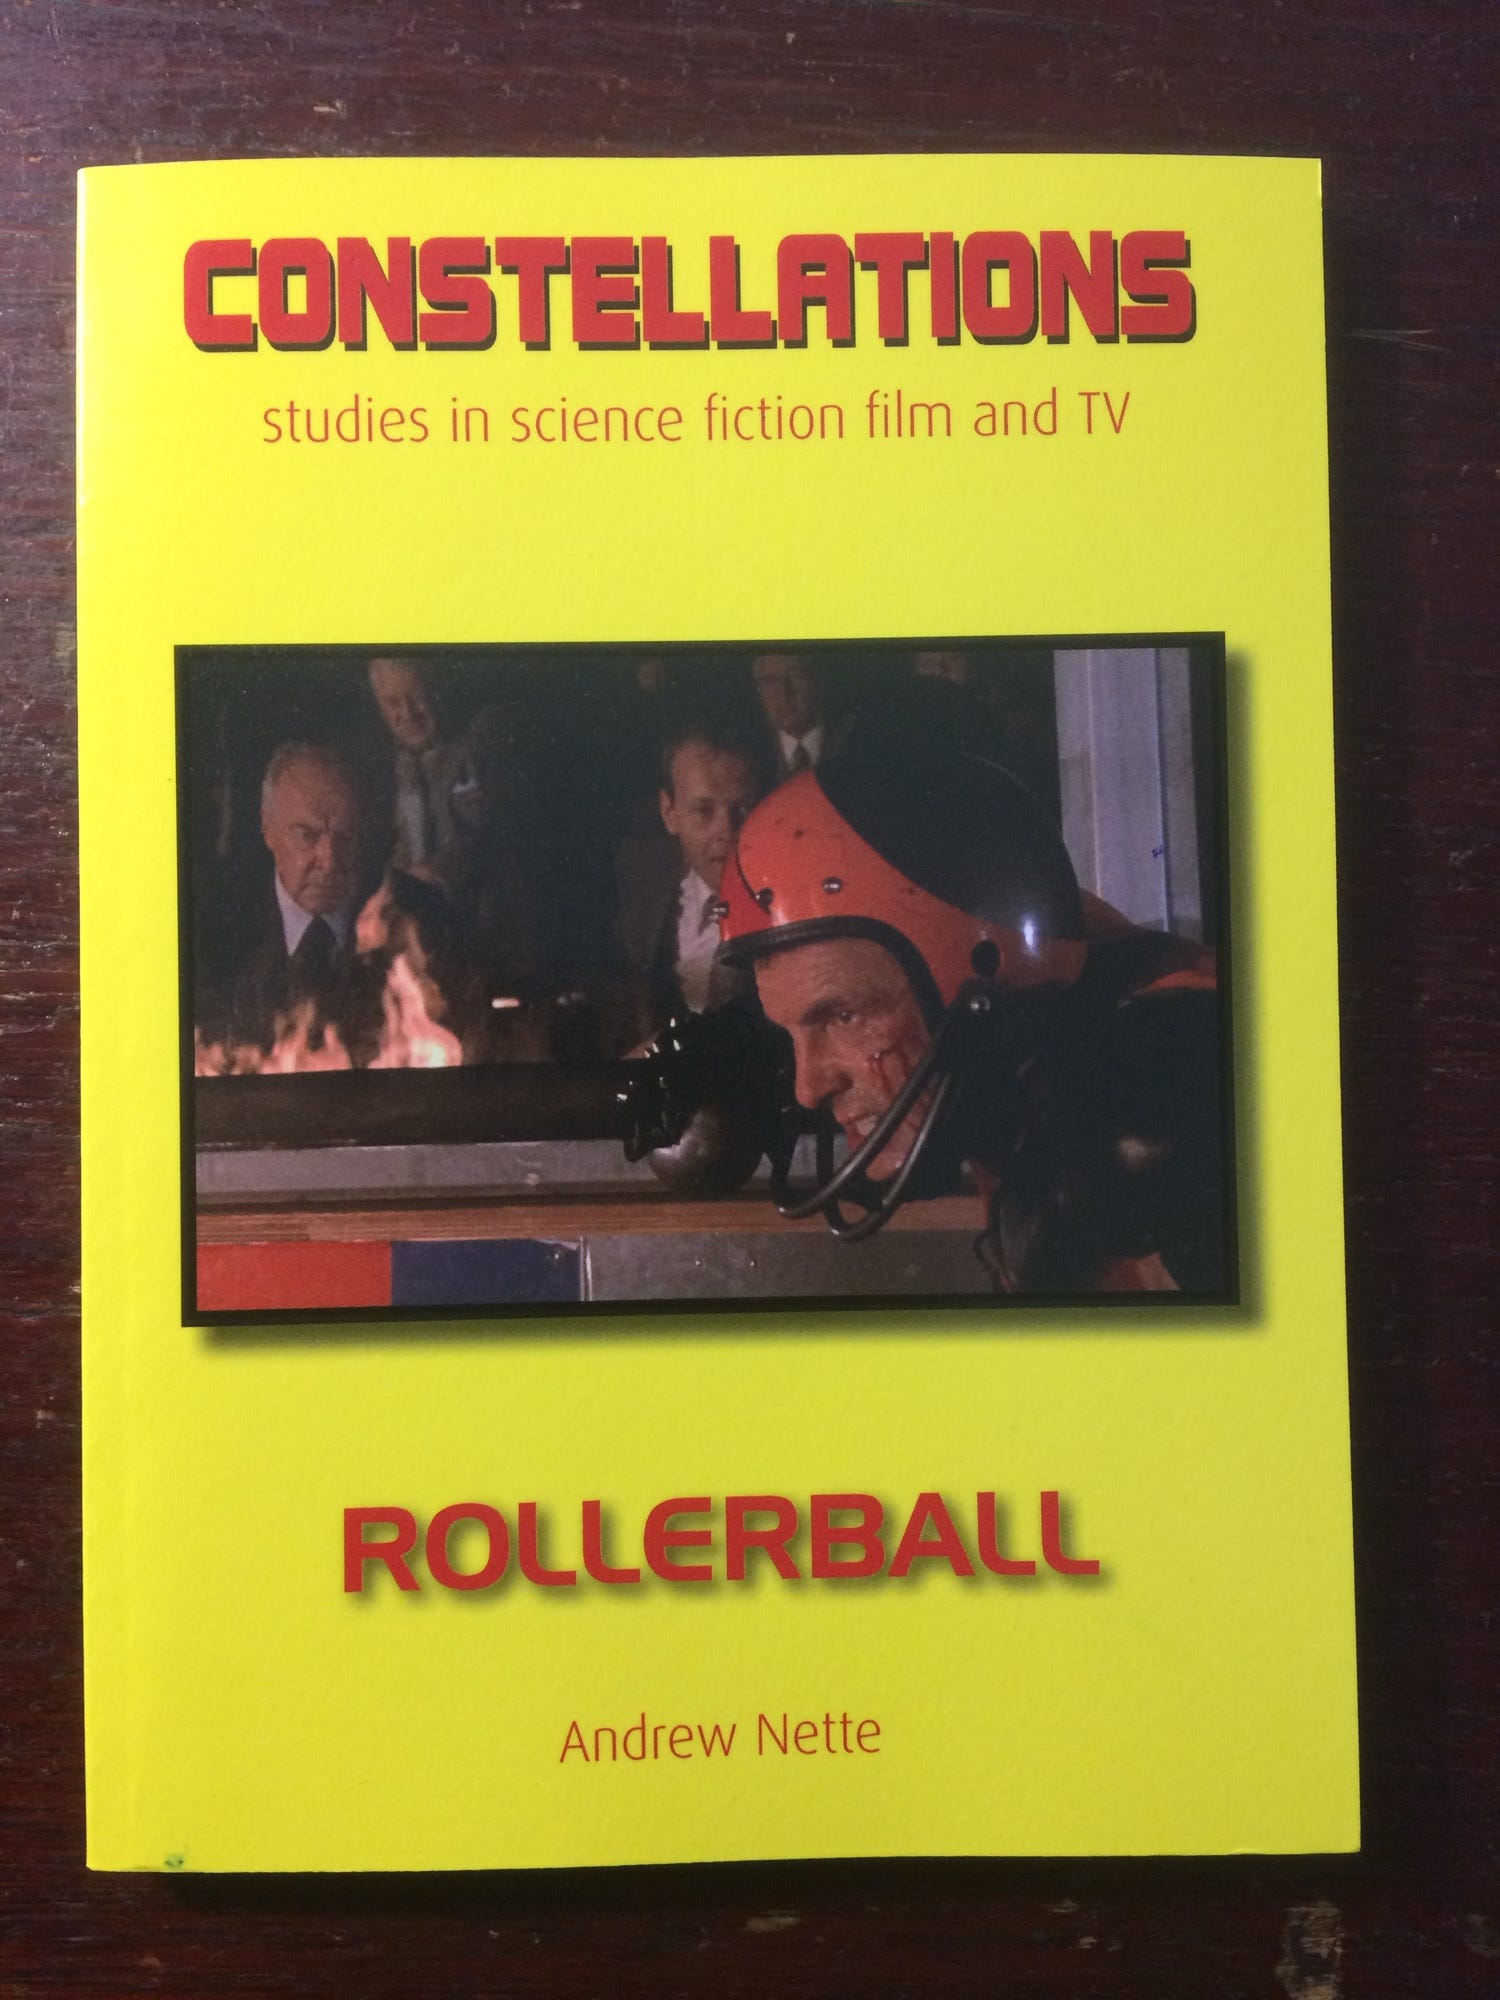 CONSTELLATIONS
studies in science fiction film and TV
ROLLERBALL
Andrew Nette